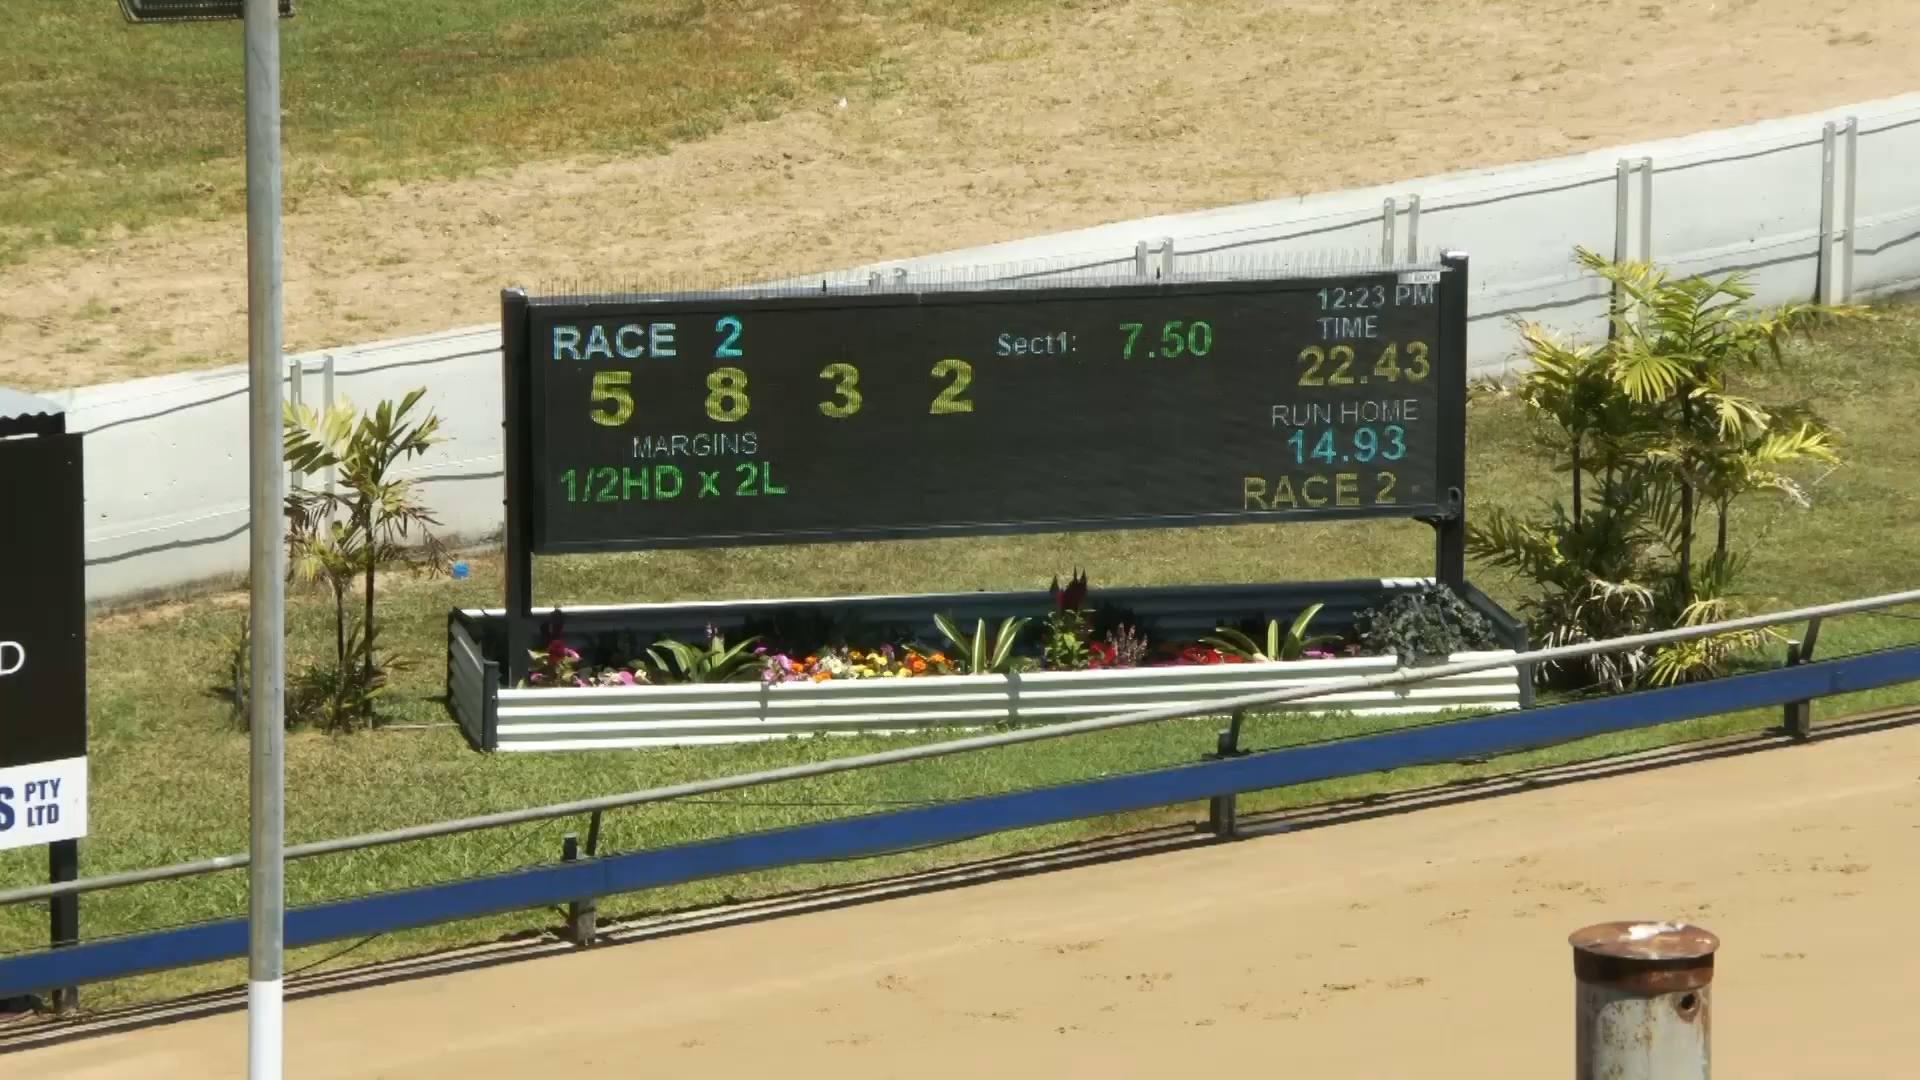 RACE 2
5 8 3 2
MARGINS
1/2HD x 2L
Sect1: 7.50
12:23 PM
TIME
22.43
RUN HOME
14.93
RACE 2
D
S PTY
LTD